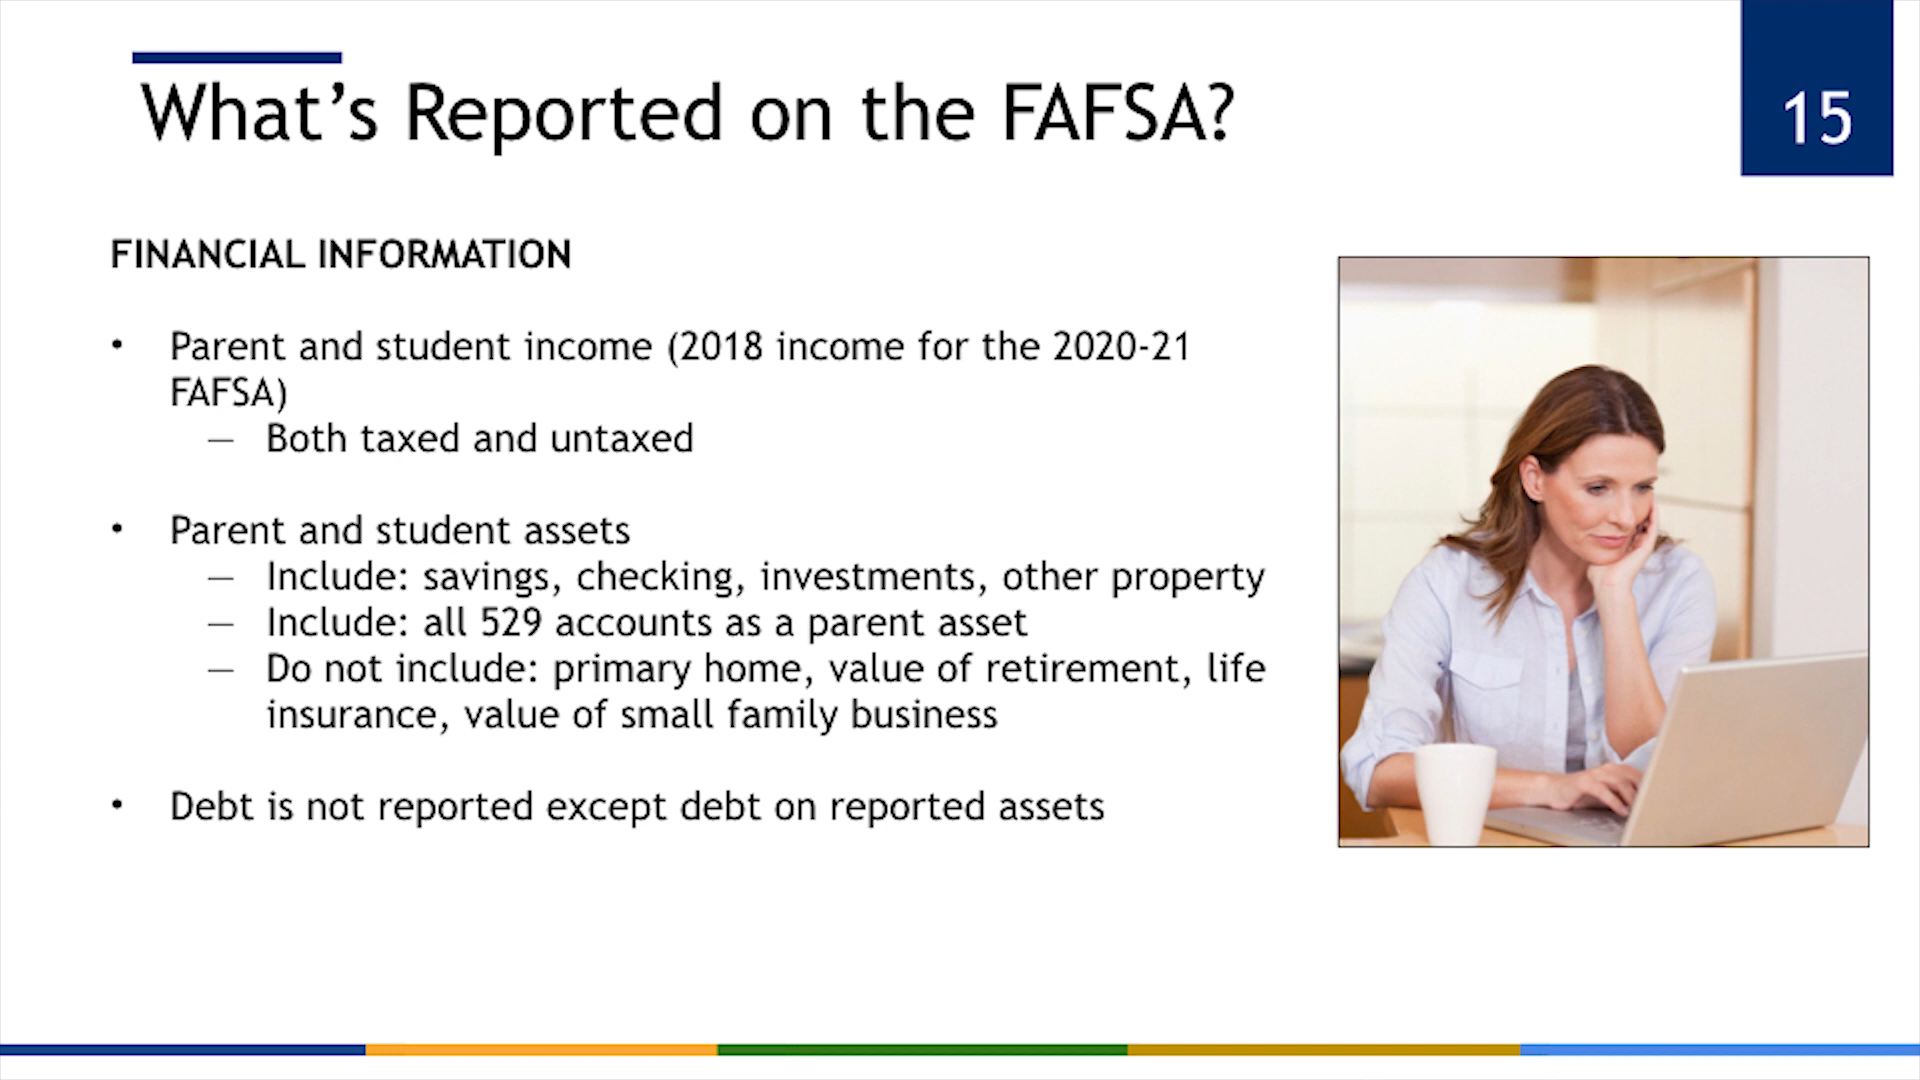 What’s Reported on the FAFSA?
15
FINANCIAL INFORMATION
• Parent and student income (2018 income for the 2020-21
FAFSA)
— Both taxed and untaxed
• Parent and student assets
— Include: savings, checking, investments, other property
— Include: all 529 accounts as a parent asset
— Do not include: primary home, value of retirement, life
insurance, value of small family business
• Debt is not reported except debt on reported assets